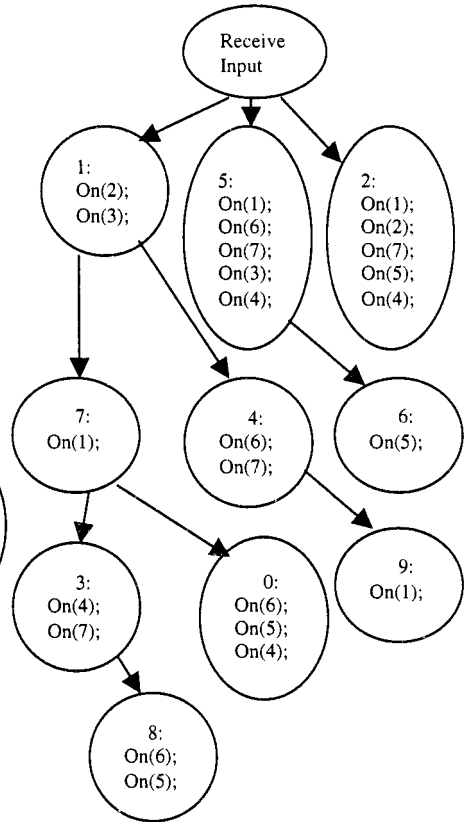 Receive
Input
1:
On(2);
On(3);
5:
On(1);
On(6);
On(7);
On(3);
On(4);
2:
On(1);
On(2);
On(7);
On(5);
On(4);
7:
On(1);
4:
On(6);
On(7);
6:
On(5);
3:
On(4);
On(7);
0:
On(6);
On(5);
On(4);
9:
On(1);
8:
On(6);
On(5);